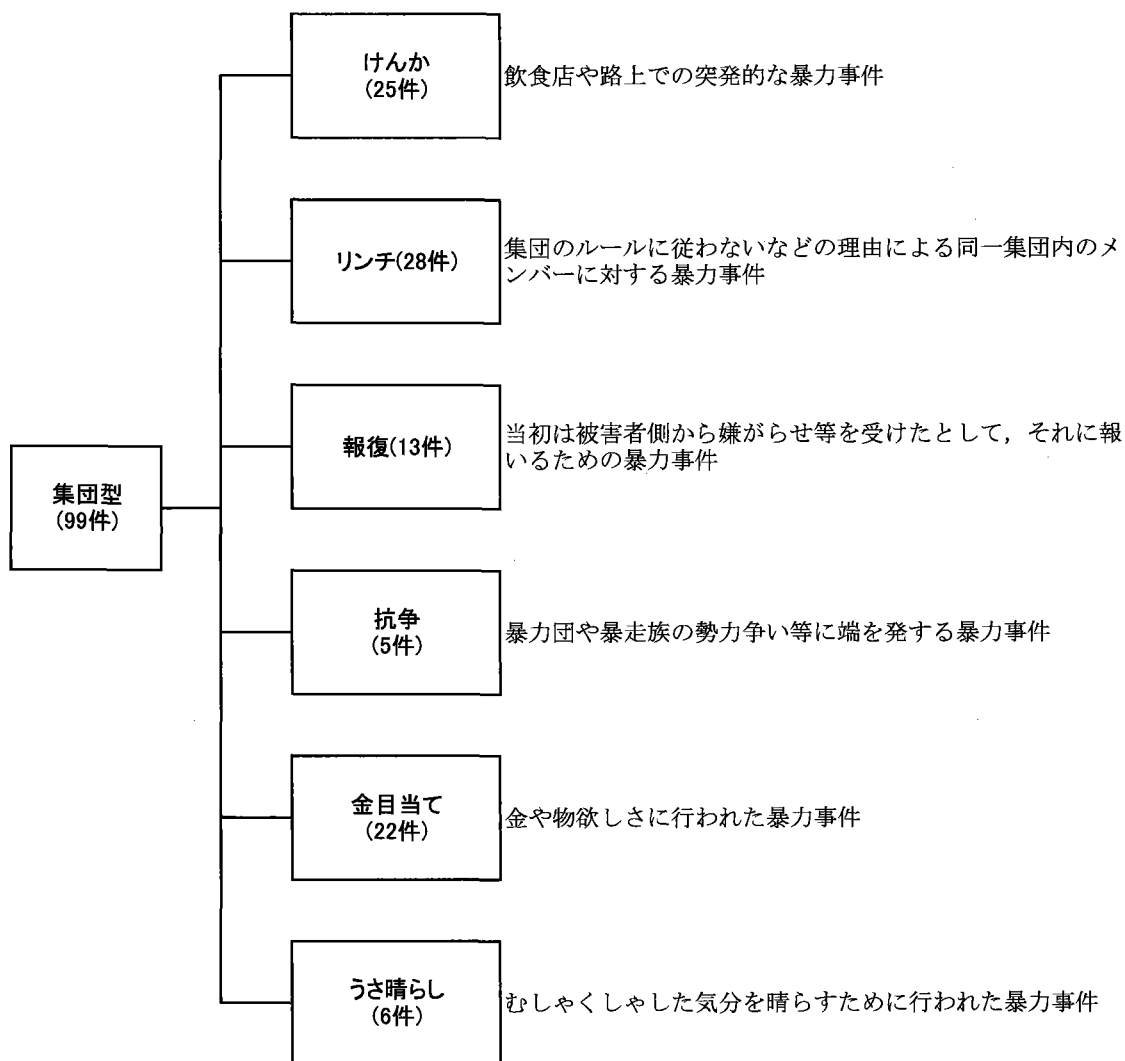 けんか
(25件)
飲食店や路上での突発的な暴力事件
リンチ(28件)
集団のルールに従わないなどの理由による同一集団内のメ
ンバーに対する暴力事件
報復(13件)
当初は被害者側から嫌がらせ等を受けたとして，それに報
いるための暴力事件
集団型
(99件)
抗争
(5件)
暴力団や暴走族の勢力争い等に端を発する暴力事件
金目当て
(22件)
金や物欲しさに行われた暴力事件
うさ晴らし
(6件)
むしゃくしゃした気分を晴らすために行われた暴力事件